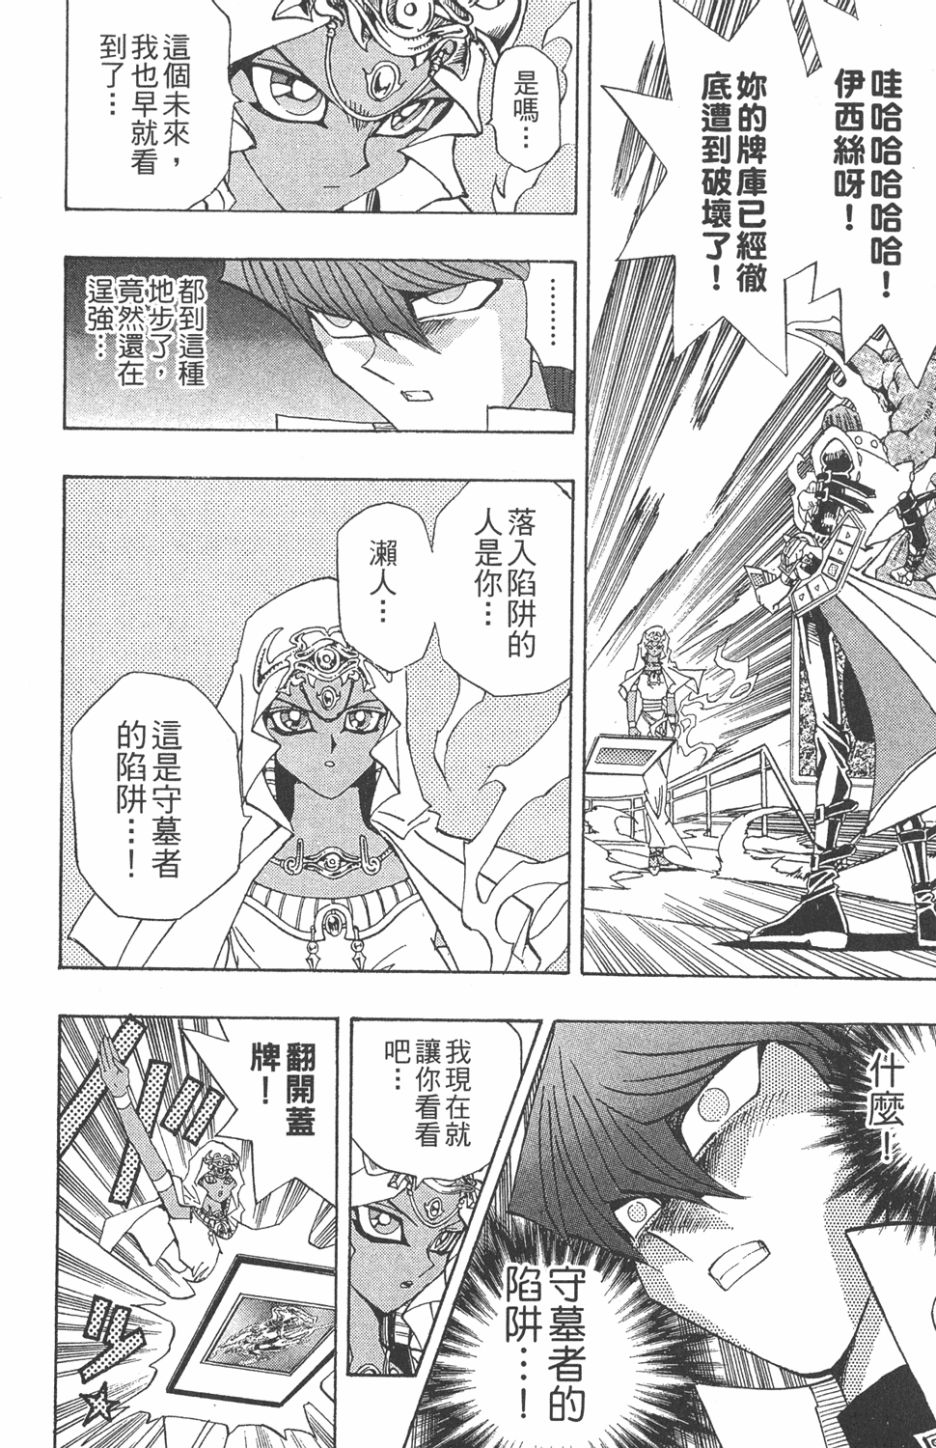 哇哈哈哈哈哈！
伊西絲呀！
妳的牌庫已經徹
底遭到破壞了！
是嗎⋯
這個未來，
我也早就看
到了⋯
⋯⋯⋯
都到這種
地步了，
竟然還在
逞強⋯
落入陷阱的
人是你⋯
瀨人⋯
這是守墓者
的陷阱⋯！
什麼！
守墓者的
陷阱⋯！
我現在就
讓你看看
吧⋯
翻開蓋
牌！